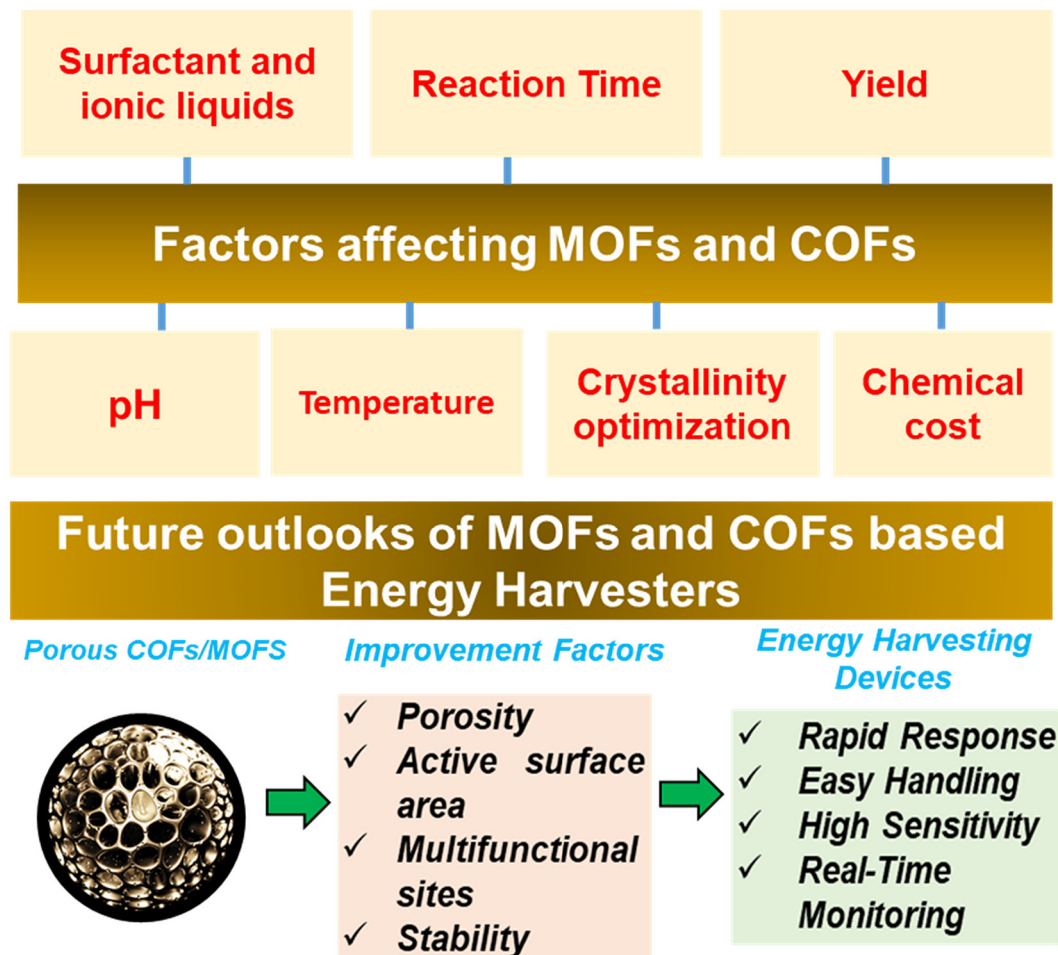 Surfactant and
ionic liquids
Reaction Time
Yield
Factors affecting MOFs and COFs
pH
Temperature
Crystallinity
optimization
Chemical
cost
Future outlooks of MOFs and COFs based
Energy Harvesters
Porous COFs/MOFS
Improvement Factors
Energy Harvesting
Devices
✓ Porosity
✓ Active surface
area
✓ Multifunctional
sites
✓ Stability
✓ Rapid Response
✓ Easy Handling
✓ High Sensitivity
✓ Real-Time
Monitoring